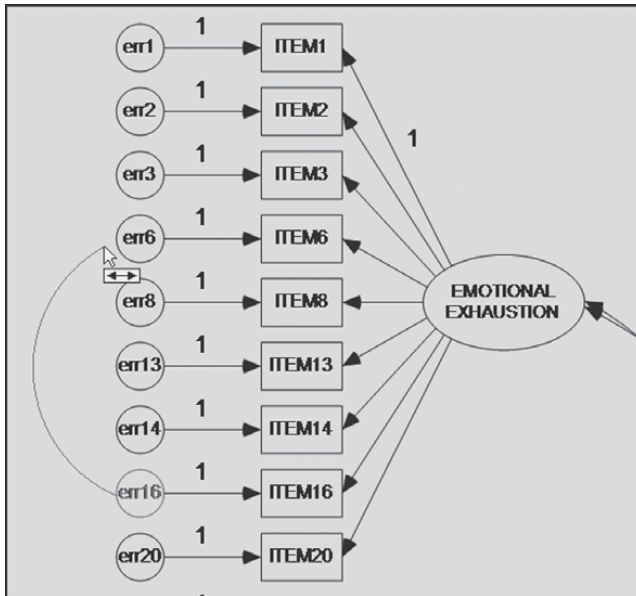 1
err1 ITEM1
1
err2 ITEM2
1
1
err3 ITEM3
1
err6 ITEM6
1
err8 ITEM8
EMOTIONAL
EXHAUSTION
1
err13 ITEM13
1
err14 ITEM14
1
err16 ITEM16
1
err20 ITEM20